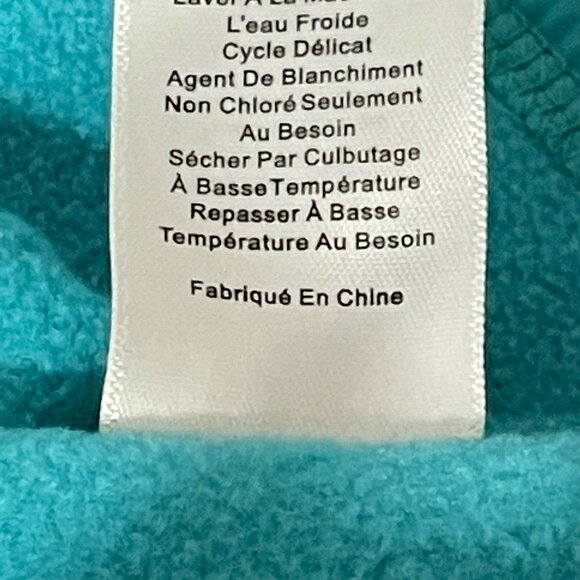 L'eau Froide
Cycle Délicat
Agent De Blanchiment
Non Chloré Seulement
Au Besoin
Sécher Par Culbutage
À Basse Température
Repasser À Basse
Température Au Besoin
Fabriqué En Chine